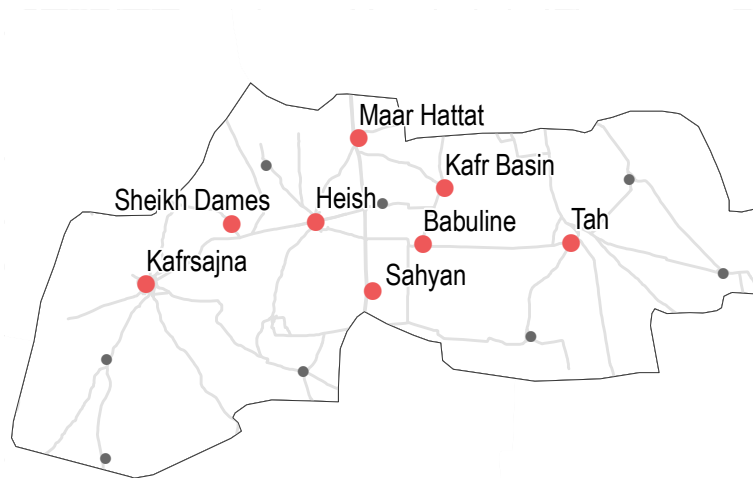 Maar Hattat
Kafr Basin
Sheikh Dames
Heish
Babuline
Tah
Kafrsajna
Sahyan